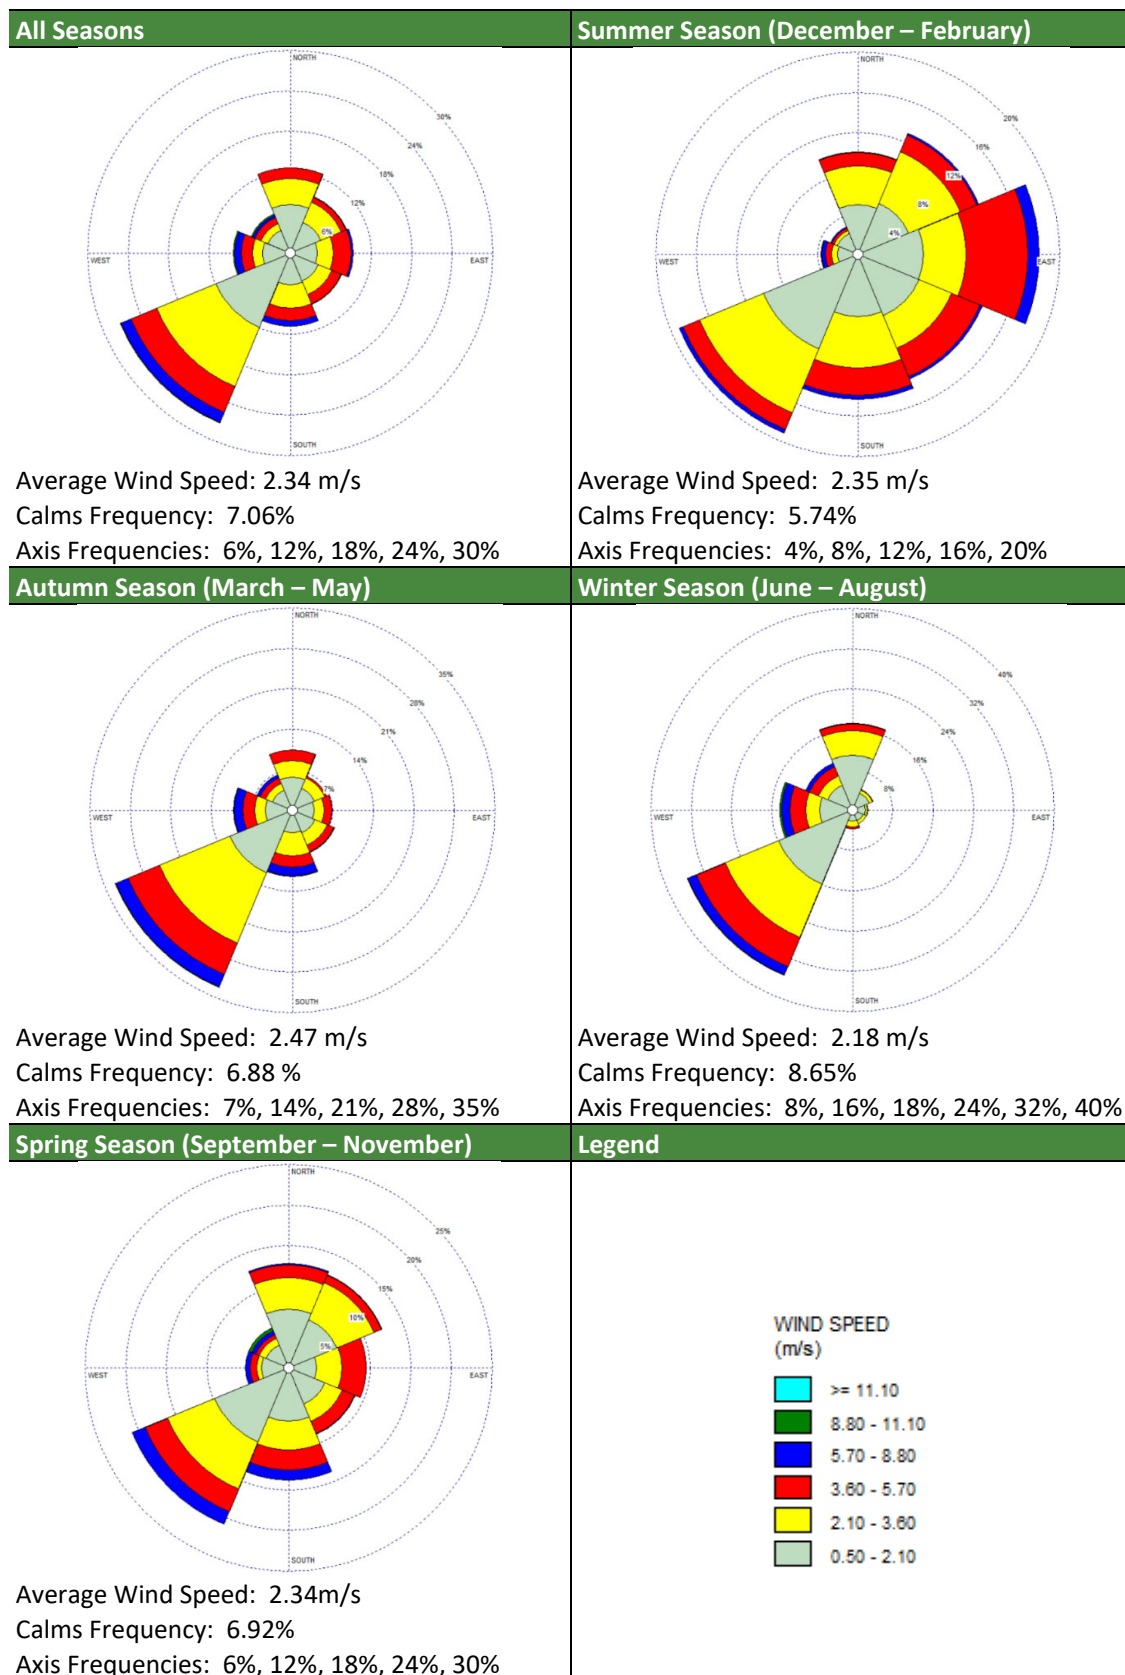 All Seasons
Summer Season (December – February)
NORTH
30%
24%
18%
12%
6%
WEST
EAST
SOUTH
NORTH
20%
16%
12%
8%
4%
WEST
EAST
SOUTH
Average Wind Speed: 2.34 m/s
Calms Frequency: 7.06%
Axis Frequencies: 6%, 12%, 18%, 24%, 30%
Average Wind Speed: 2.35 m/s
Calms Frequency: 5.74%
Axis Frequencies: 4%, 8%, 12%, 16%, 20%
Autumn Season (March – May)
Winter Season (June – August)
NORTH
35%
28%
21%
14%
7%
WEST
EAST
SOUTH
NORTH
40%
32%
24%
16%
8%
WEST
EAST
SOUTH
Average Wind Speed: 2.47 m/s
Calms Frequency: 6.88 %
Axis Frequencies: 7%, 14%, 21%, 28%, 35%
Average Wind Speed: 2.18 m/s
Calms Frequency: 8.65%
Axis Frequencies: 8%, 16%, 18%, 24%, 32%, 40%
Spring Season (September – November)
Legend
NORTH
25%
20%
15%
10%
5%
WEST
EAST
SOUTH
WIND SPEED
(m/s)
>= 11.10
8.80 - 11.10
5.70 - 8.80
3.60 - 5.70
2.10 - 3.60
0.50 - 2.10
Average Wind Speed: 2.34m/s
Calms Frequency: 6.92%
Axis Frequencies: 6%, 12%, 18%, 24%, 30%